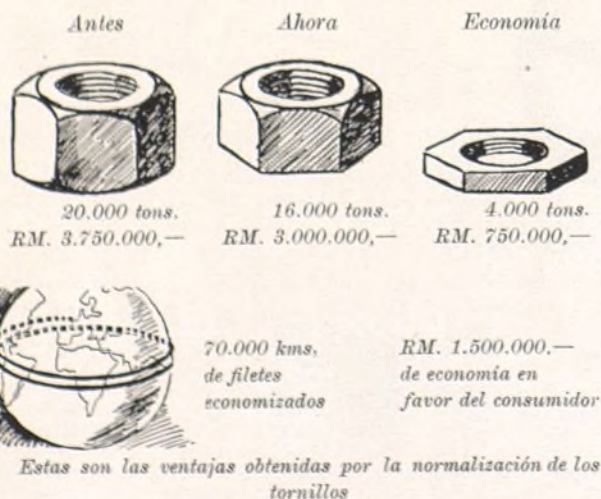 Antes Ahora Economía
20.000 tons. 16.000 tons. 4.000 tons.
RM. 3.750.000,— RM. 3.000.000,— RM. 750.000,—
70.000 kms,
de filetes
economizados
RM. 1.500.000.—
de economía en
favor del consumidor
Estas son las ventajas obtenidas por la normalización de los
tornillos